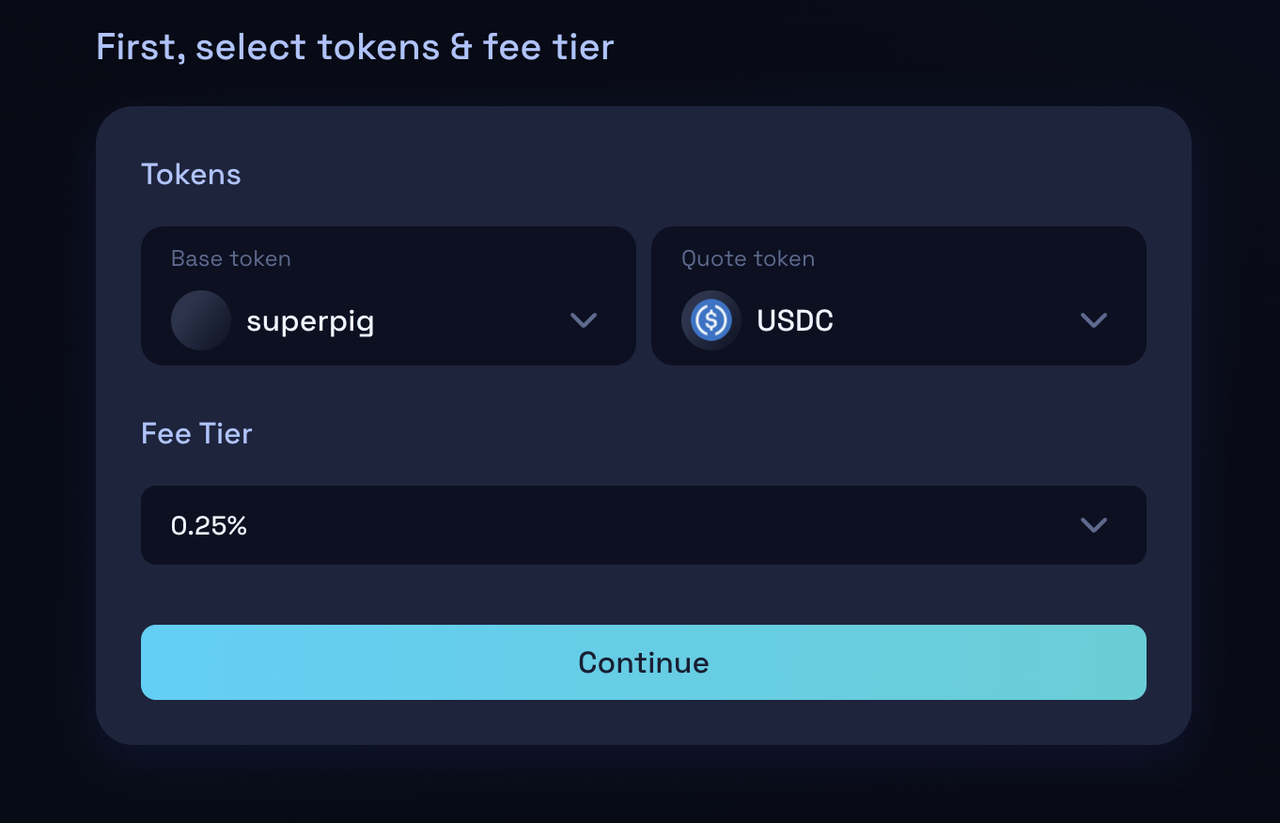 First, select tokens & fee tier
Tokens
Base token
Quote token
superpig
USDC
Fee Tier
0.25%
Continue